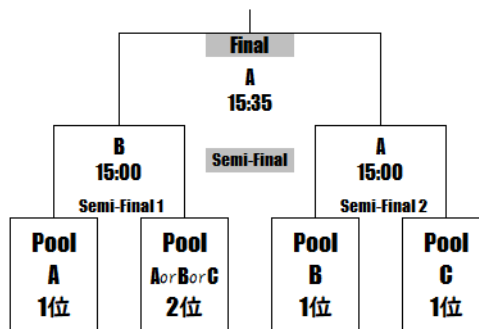 Final
A
15:35
B
15:00
Semi-Final
A
15:00
Semi-Final 1
Semi-Final 2
Pool
A
1位
Pool
AorBorC
2位
Pool
B
1位
Pool
C
1位